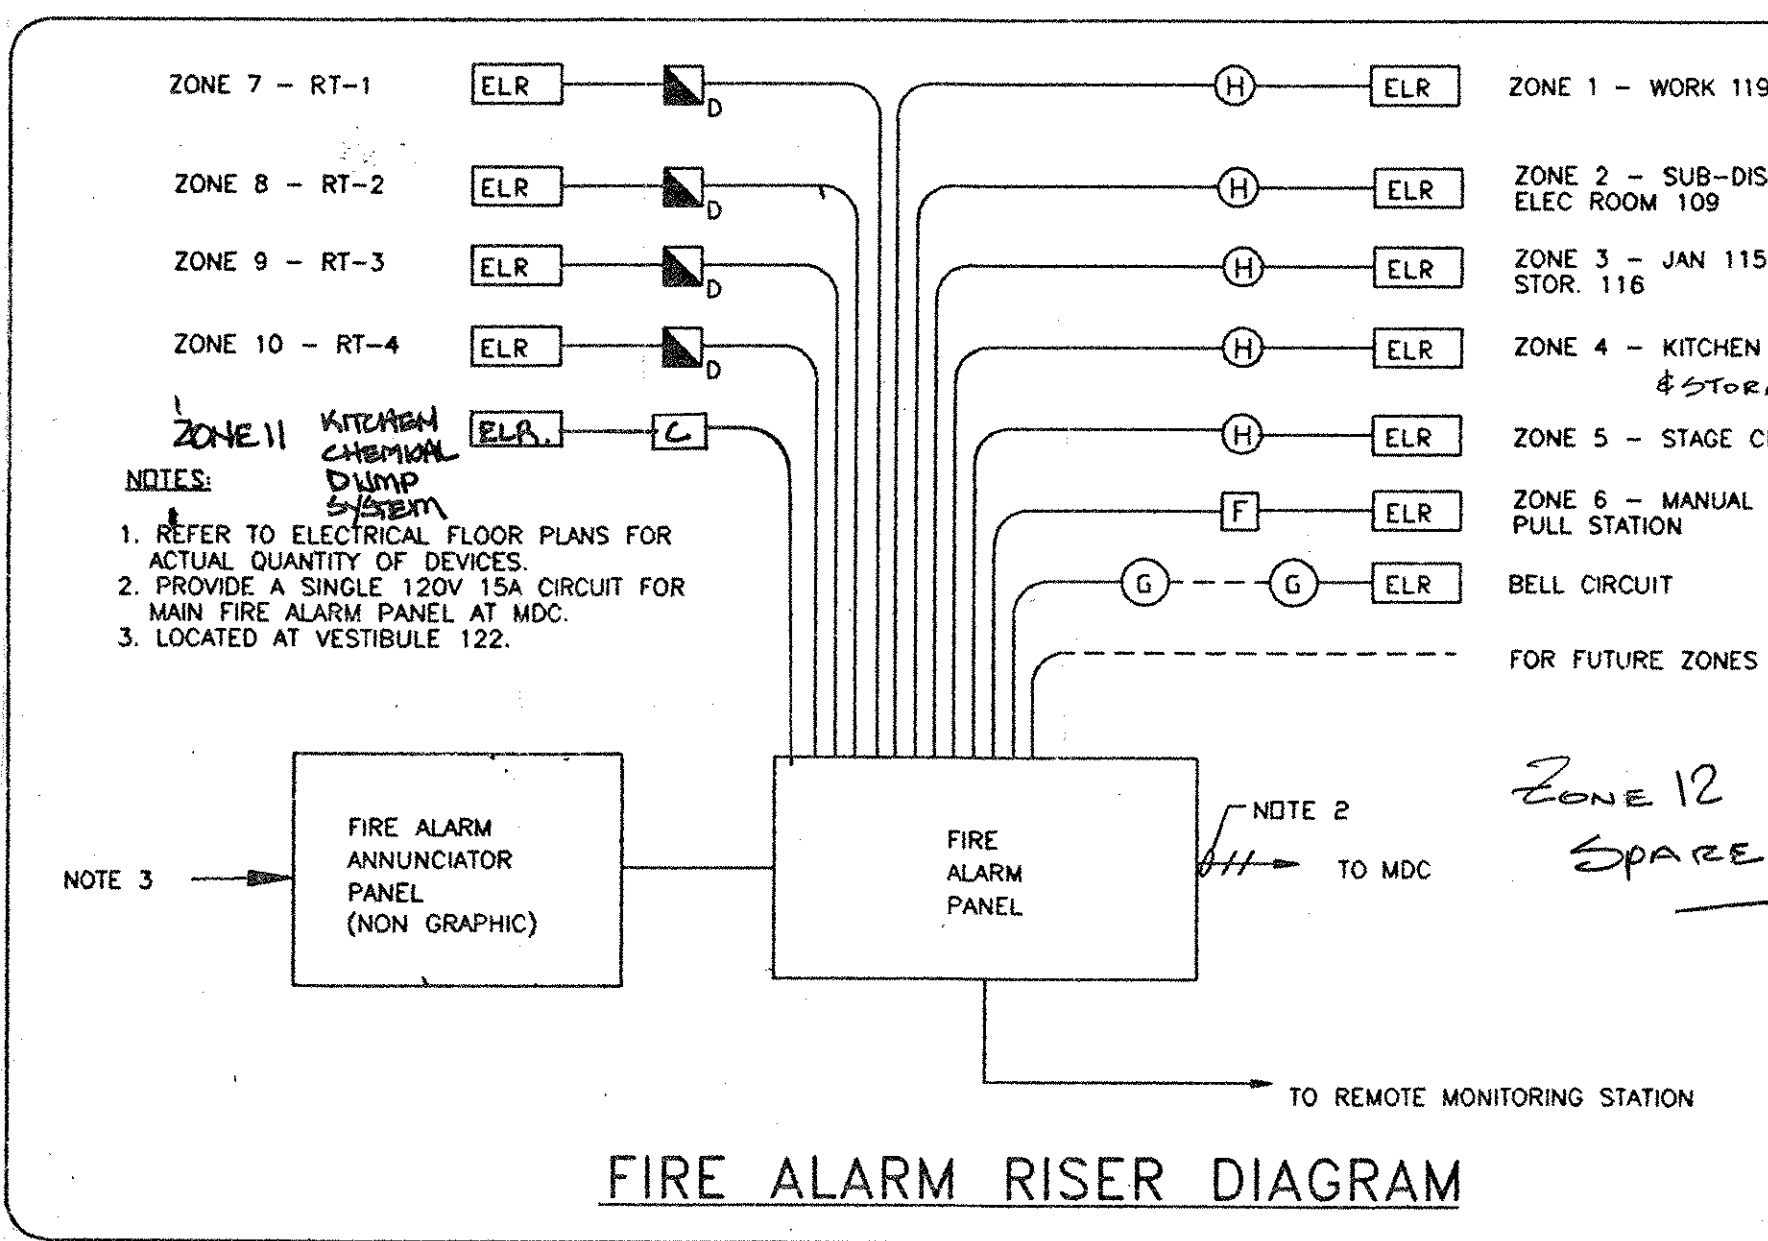 ZONE 7 - RT-1
ELR
D
ZONE 8 - RT-2
ELR
D
ZONE 9 - RT-3
ELR
D
ZONE 10 - RT-4
ELR
D
ZONE 11
KITCHEN
CHEMICAL
DUMP
SYSTEM
ELR.
C
NOTES:
1. REFER TO ELECTRICAL FLOOR PLANS FOR
ACTUAL QUANTITY OF DEVICES.
2. PROVIDE A SINGLE 120V 15A CIRCUIT FOR
MAIN FIRE ALARM PANEL AT MDC.
3. LOCATED AT VESTIBULE 122.
H
ELR
ZONE 1 - WORK 119
H
ELR
ZONE 2 - SUB-DIS
ELEC ROOM 109
H
ELR
ZONE 3 - JAN 115
STOR. 116
H
ELR
ZONE 4 - KITCHEN
& STOR
H
ELR
ZONE 5 - STAGE
F
ELR
ZONE 6 - MANUAL
PULL STATION
G
G
ELR
BELL CIRCUIT
FOR FUTURE ZONES
ZONE 12
SPARE
NOTE 3
FIRE ALARM
ANNUNCIATOR
PANEL
(NON GRAPHIC)
FIRE
ALARM
PANEL
NOTE 2
TO MDC
TO REMOTE MONITORING STATION
FIRE ALARM RISER DIAGRAM